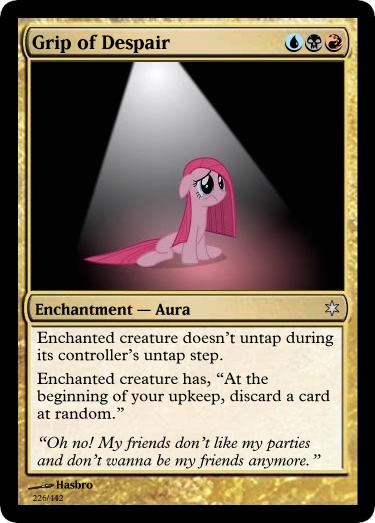 Grip of Despair
Enchantment — Aura
Enchanted creature doesn't untap during
its controller's untap step.
Enchanted creature has, “At the
beginning of your upkeep, discard a card
at random.”
“Oh no! My friends don't like my parties
and don't wanna be my friends anymore.”
Hasbro
226/442